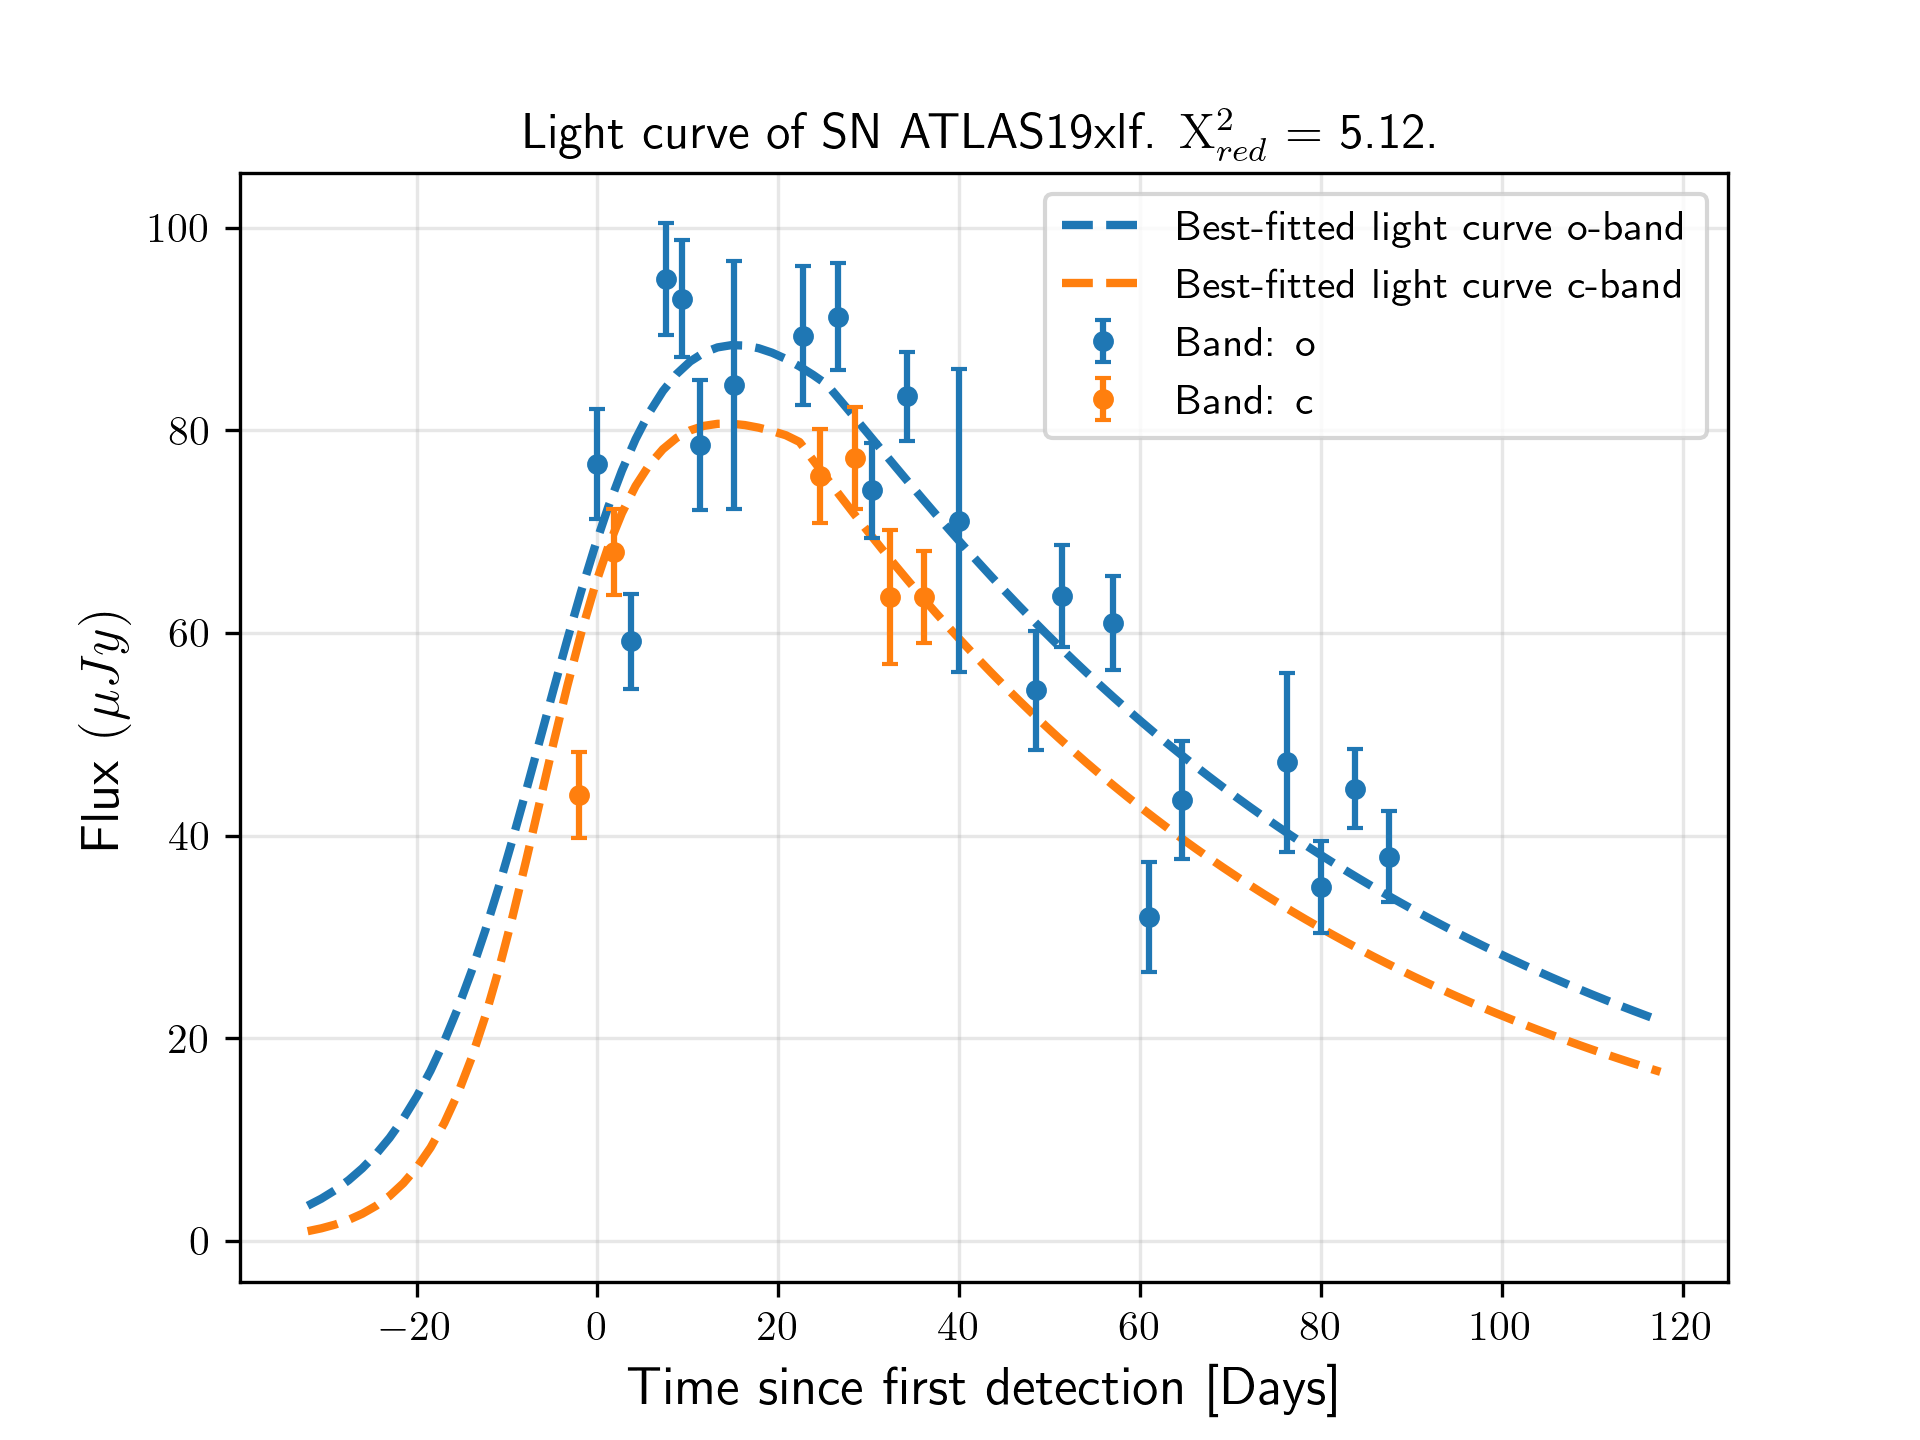 Light curve of SN ATLAS19xlf. X²red = 5.12.
Best-fitted light curve o-band
Best-fitted light curve c-band
Band: o
Band: c
Flux (μJy)
100
80
60
40
20
0
−20 0 20 40 60 80 100 120
Time since first detection [Days]